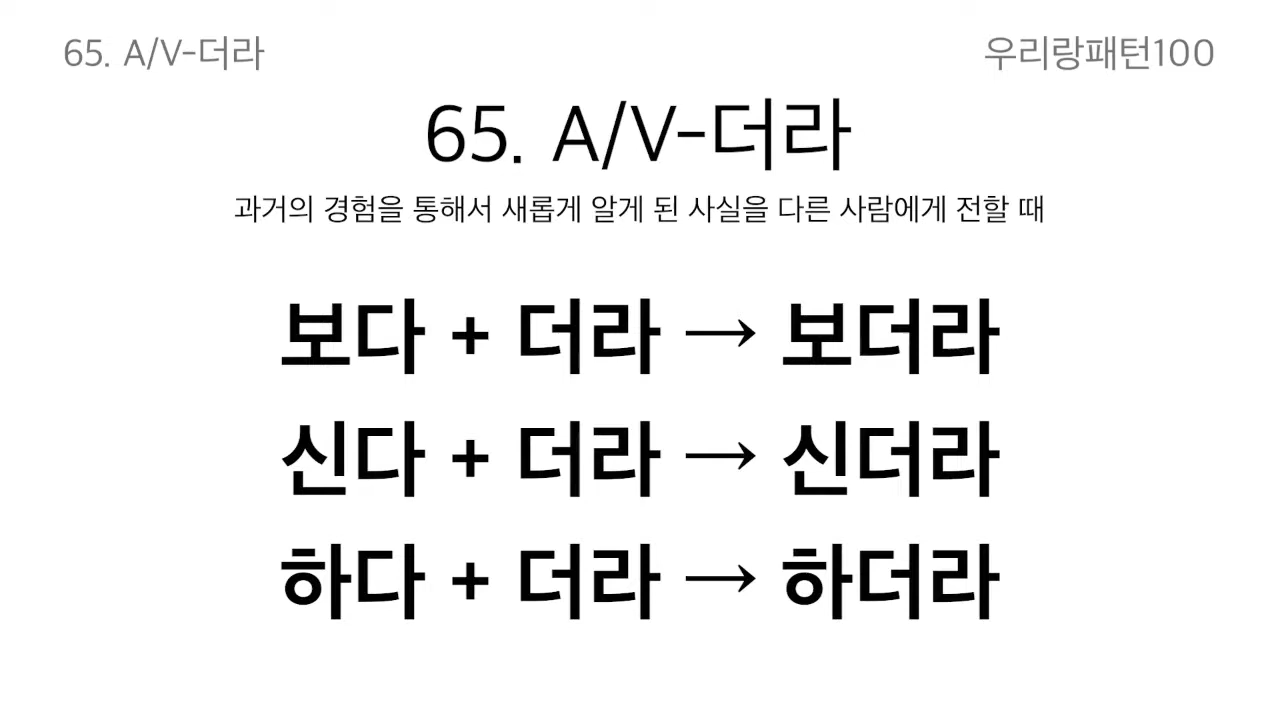 65. A/V-더라
우리랑패턴100
65. A/V-더라
과거의 경험을 통해서 새롭게 알게 된 사실을 다른 사람에게 전할 때
보다 + 더라 → 보더라
신다 + 더라 → 신더라
하다 + 더라 → 하더라